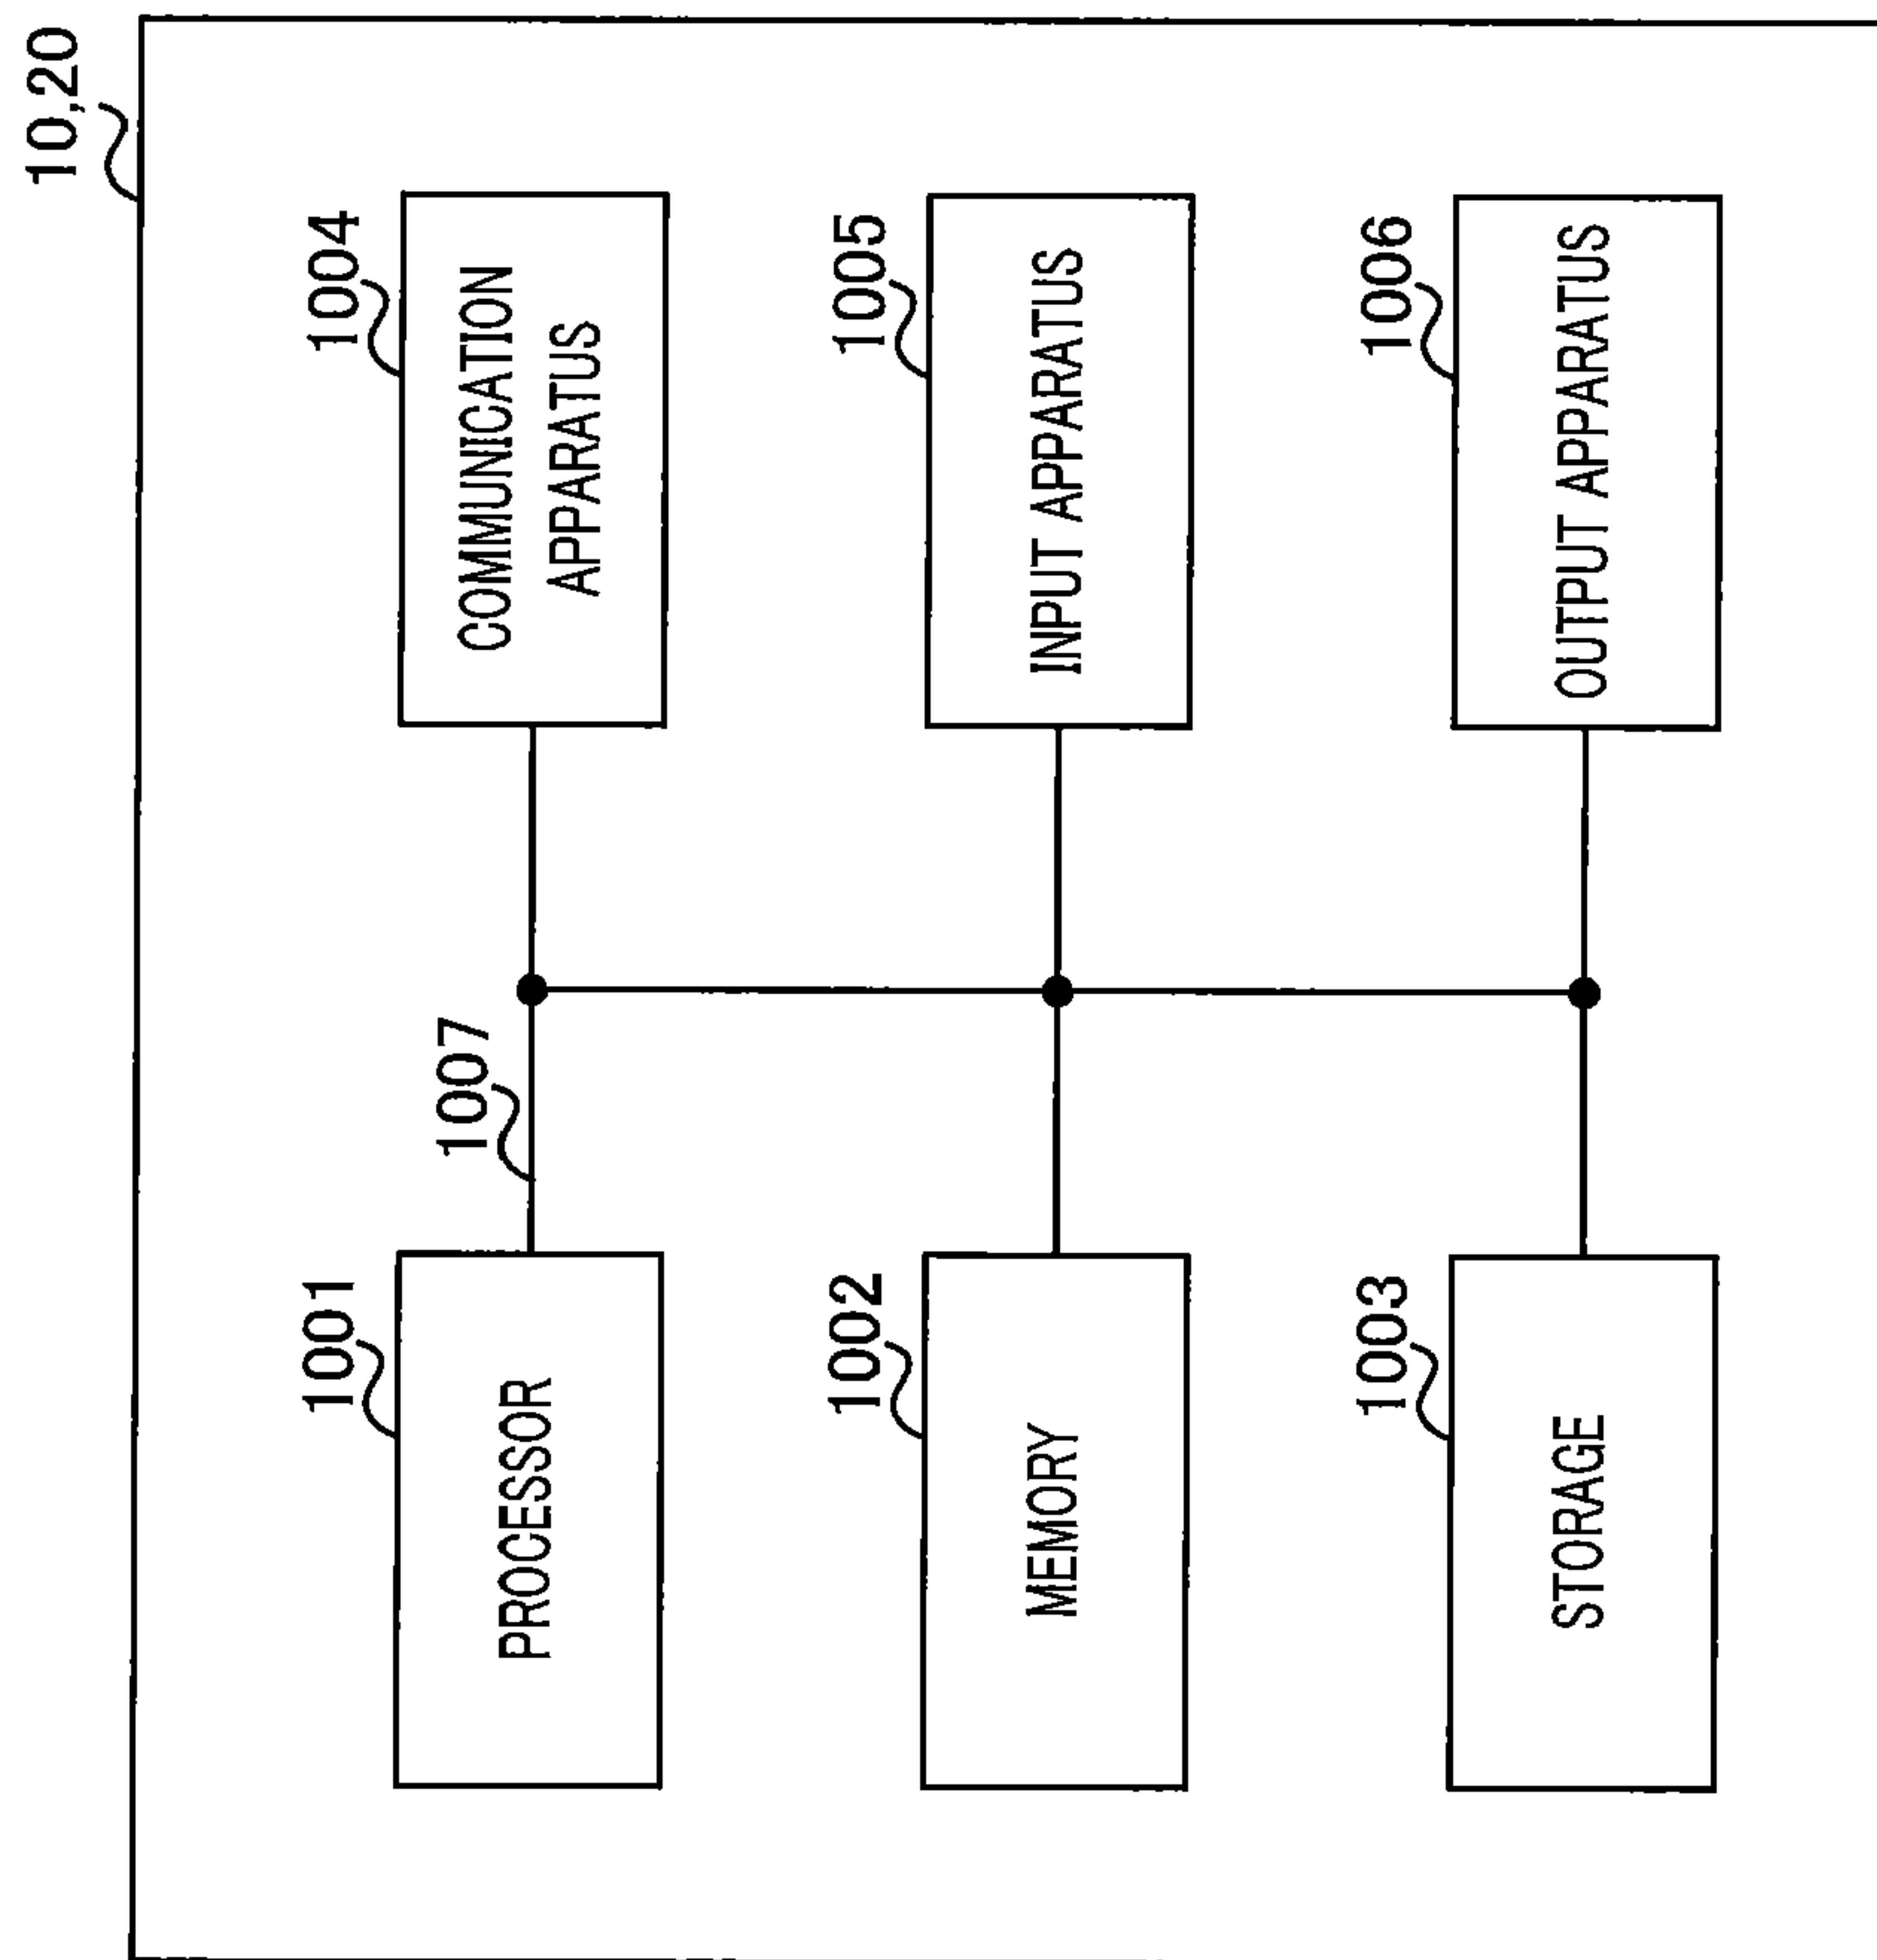 10,20
1001
PROCESSOR
1007
1004
COMMUNICATION
APPARATUS
1002
MEMORY
1005
INPUT APPARATUS
1003
STORAGE
1006
OUTPUT APPARATUS